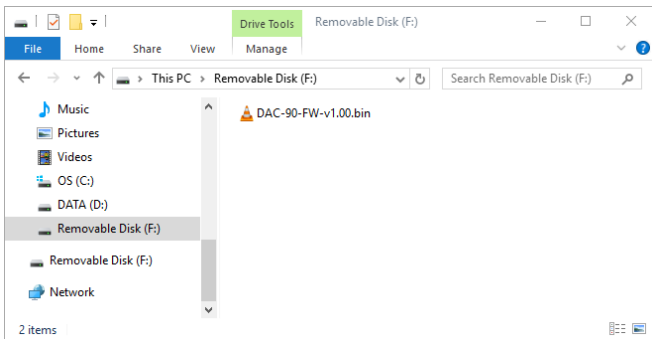 Drive Tools Removable Disk (F:)
File Home Share View Manage
This PC Removable Disk (F:) Search Removable Disk (F:)
Music
DAC-90-FW-v1.00.bin
Pictures
Videos
OS (C:)
DATA (D:)
Removable Disk (F:)
Removable Disk (F:)
Network
2 items